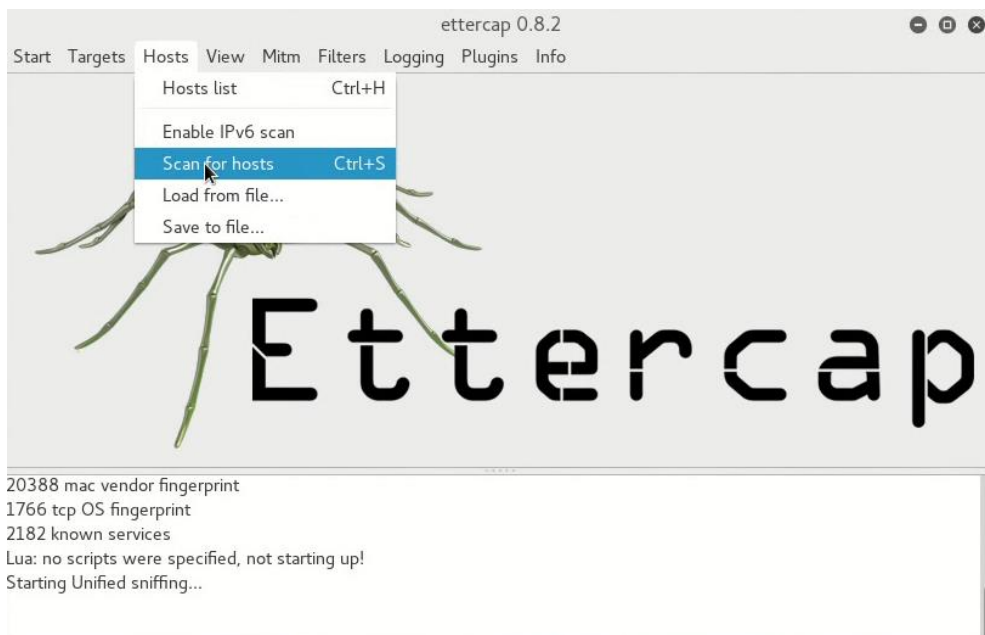 ettercap 0.8.2
Start Targets Hosts View Mitm Filters Logging Plugins Info
Hosts list Ctrl+H
Enable IPv6 scan
Scan for hosts Ctrl+S
Load from file...
Save to file...
Ettercap
20388 mac vendor fingerprint
1766 tcp OS fingerprint
2182 known services
Lua: no scripts were specified, not starting up!
Starting Unified sniffing...